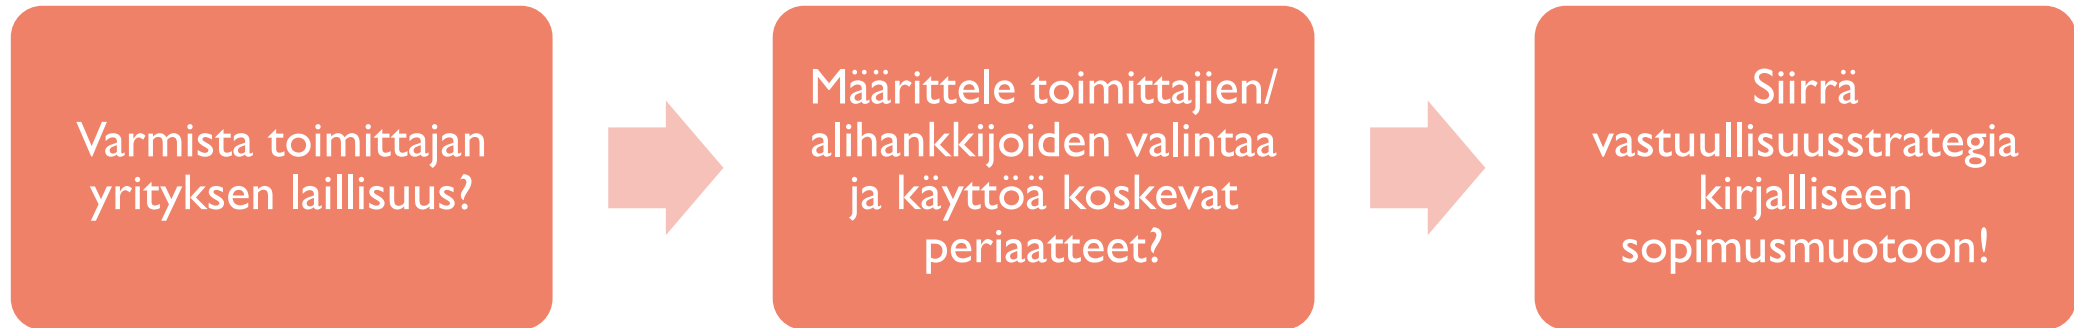 Varmista toimittajan
yrityksen laillisuus?
Määrittele toimittajien/
alihankkijoiden valintaa
ja käyttöä koskevat
periaatteet?
Siirrä
vastuullisuusstrategia
kirjalliseen
sopimusmuotoon!